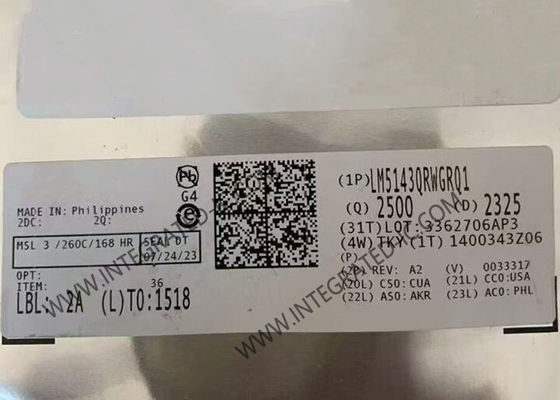 Pb
G4
e3
MADE IN: Philippines
2DC: 2Q:
MSL 3 /260C/168 HR SEAL DT
07/24/23
OPT:
ITEM: 36
LBL: 2A (L)TO:1518
(1P) LM5143QRWGRQ1
(Q) 2500 (D) 2325
(31T)LOT: 3362706AP3
(4W) TKY(1T) 1400343Z06
(P)
(2P) REV: A2 (V) 0033317
(20L) CSO: CUA (21L) CCO:USA
(22L) ASO: AKR (23L) ACO: PHL